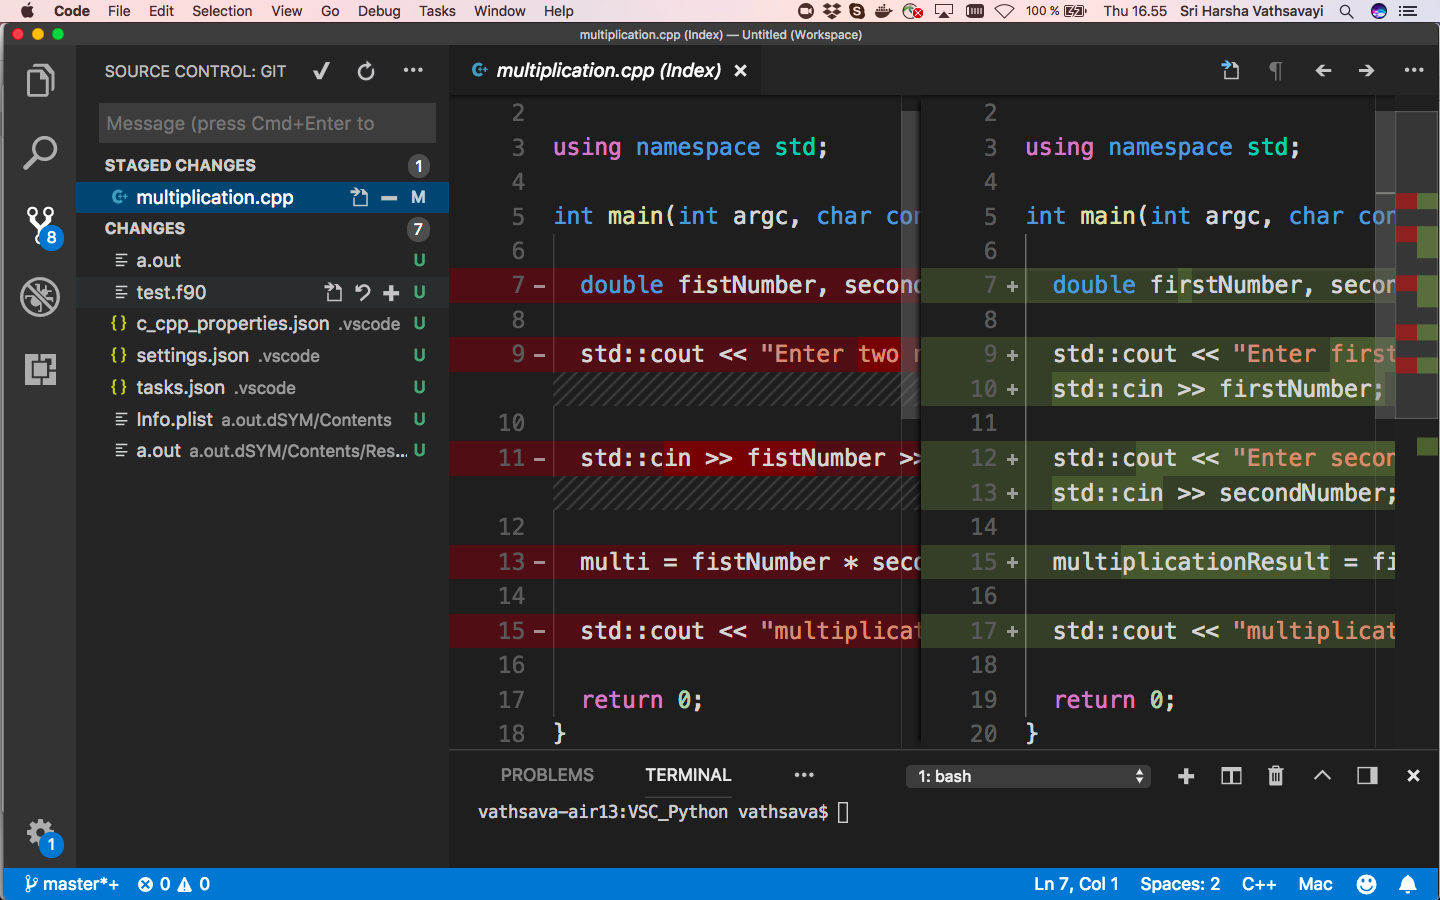 Code File Edit Selection View Go Debug Tasks Window Help 100 % Thu 16.55 Sri Harsha Vathsavayi
multiplication.cpp (Index) — Untitled (Workspace)
SOURCE CONTROL: GIT
Message (press Cmd+Enter to
STAGED CHANGES 1
multiplication.cpp M
CHANGES 7
a.out U
test.f90 U
{} c_cpp_properties.json .vscode U
{} settings.json .vscode U
{} tasks.json .vscode U
Info.plist a.out.dSYM/Contents U
a.out a.out.dSYM/Contents/Res... U
8
1
multiplication.cpp (Index)
2
3 using namespace std;
4
5 int main(int argc, char cor
6
7 - double fistNumber, second
8
9 - std::cout << "Enter two n
10
11 - std::cin >> fistNumber >>
12
13 - multi = fistNumber * seco
14
15 - std::cout << "multiplicat
16
17 return 0;
18 }
2
3 using namespace std;
4
5 int main(int argc, char cor
6
7 + double firstNumber, secon
8
9 + std::cout << "Enter first
10 + std::cin >> firstNumber;
11
12 + std::cout << "Enter secon
13 + std::cin >> secondNumber;
14
15 + multiplicationResult = fi
16
17 + std::cout << "multiplicat
18
19 return 0;
20 }
PROBLEMS TERMINAL ... 1: bash
vathsava-air13:VSC_Python vathsava$
master*+ 0 0 Ln 7, Col 1 Spaces: 2 C++ Mac